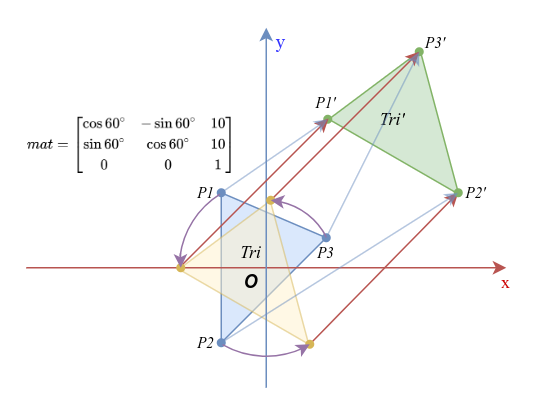 P3′
y
P1′
Tri′
mat = [cos 60° − sin 60° 10
sin 60° cos 60° 10
0 0 1]
P1
P2′
Tri
P3
O
x
P2